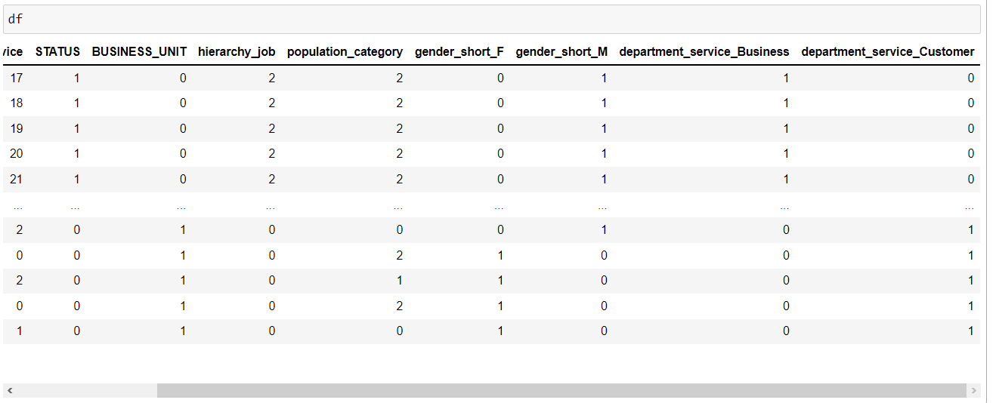 df
vice STATUS BUSINESS_UNIT hierarchy_job population_category gender_short_F gender_short_M department_service_Business department_service_Customer
17 1 0 2 2 0 1 1 0
18 1 0 2 2 0 1 1 0
19 1 0 2 2 0 1 1 0
20 1 0 2 2 0 1 1 0
21 1 0 2 2 0 1 1 0
... ... ... ... ... ... ... ... ...
2 0 1 0 0 0 1 0 1
0 0 1 0 2 1 0 0 1
2 0 1 0 1 1 0 0 1
0 0 1 0 2 1 0 0 1
1 0 1 0 0 1 0 0 1